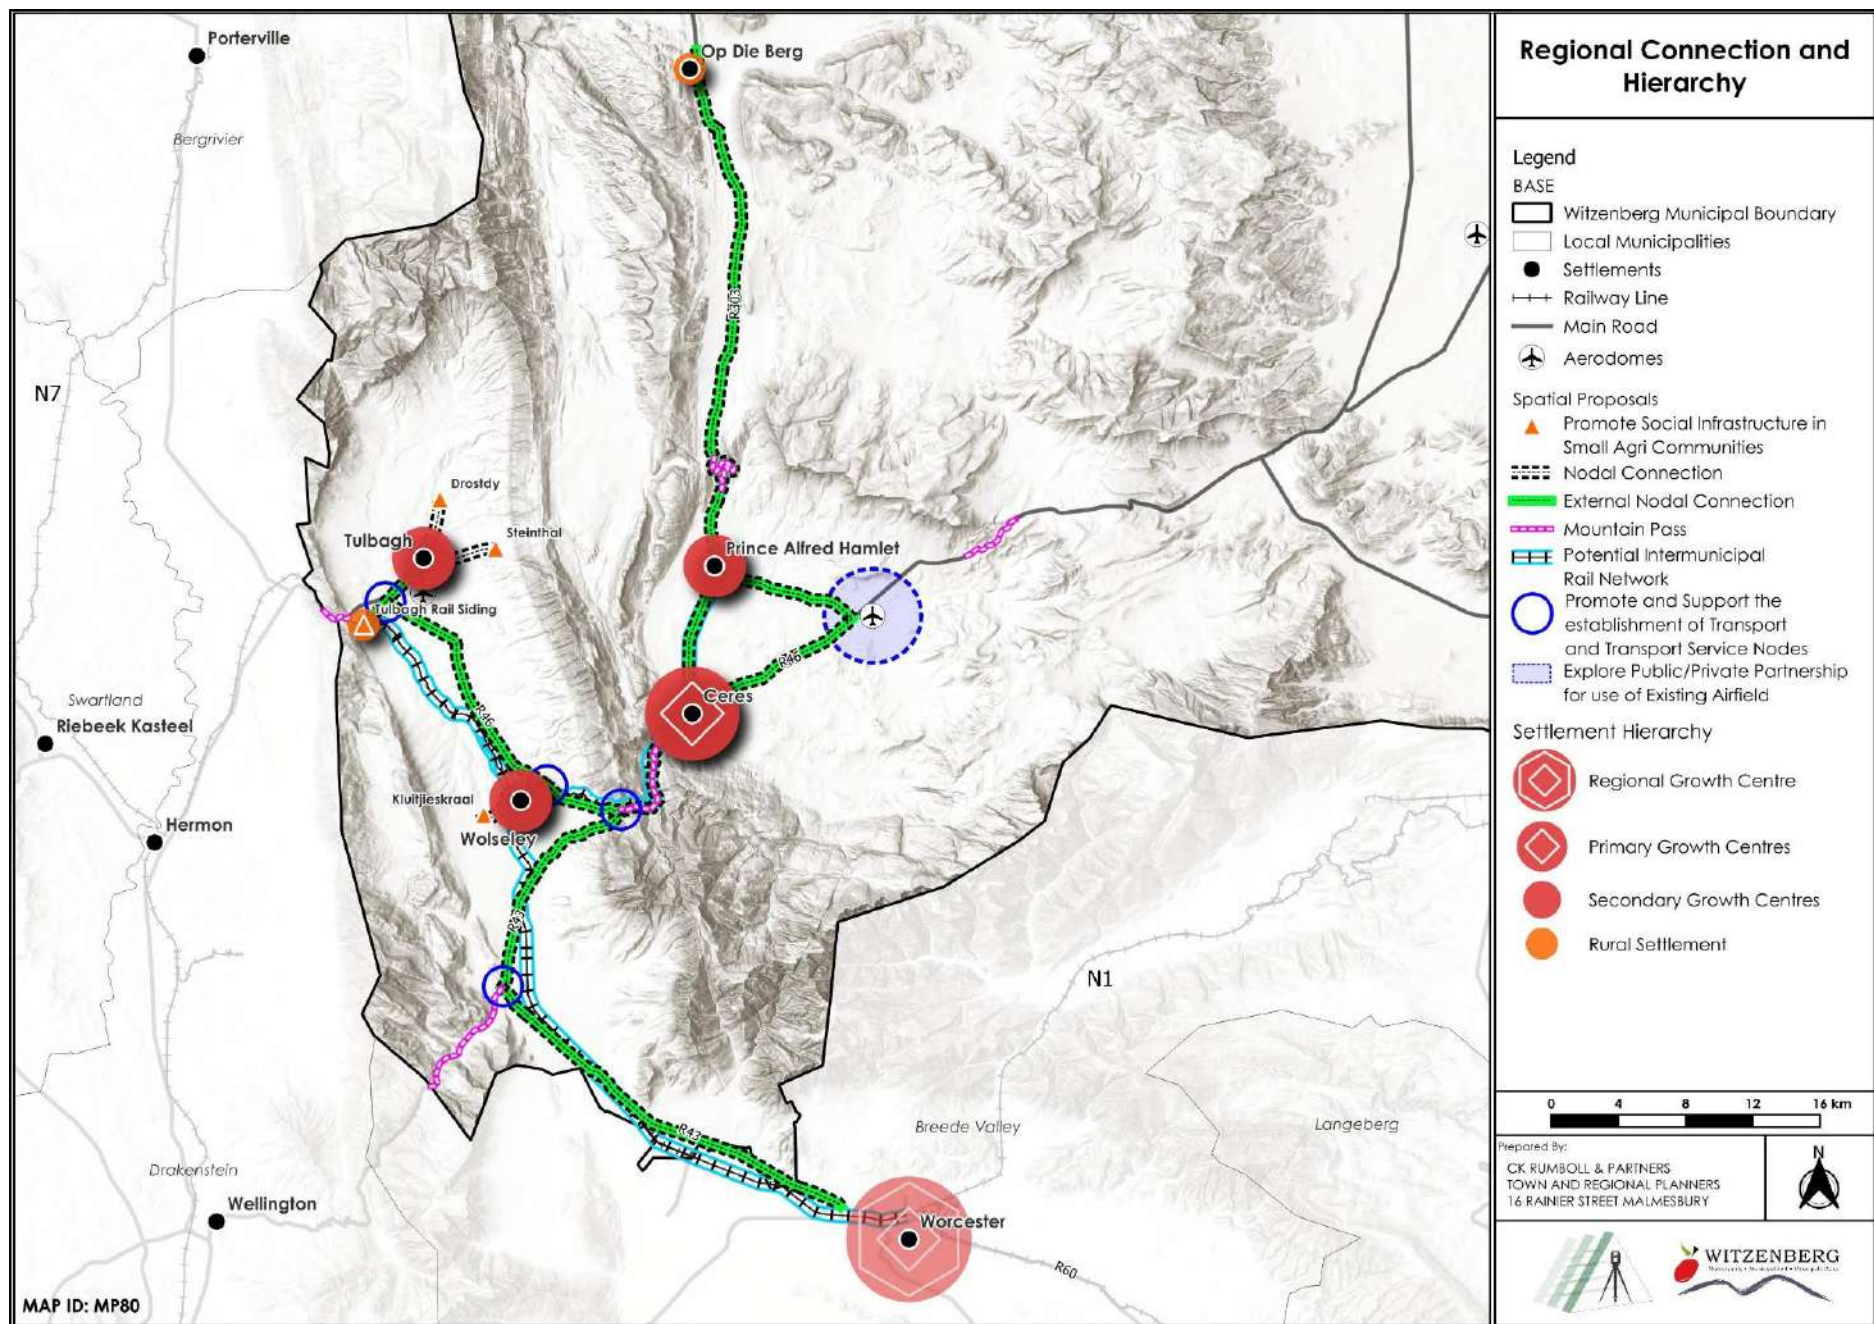 Porterville
Op Die Berg
Bergrivier
R303
N7
Drostdy
Tulbagh
Steinthal
Prince Alfred Hamlet
Tulbagh Rail Siding
R46
Ceres
Swartland
Riebeek Kasteel
R46
Kluitjieskraal
Hermon
Wolseley
R43
N1
Breede Valley
Langeberg
R43
Drakenstein
Wellington
Worcester
R60
MAP ID: MP80
Regional Connection and
Hierarchy
Legend
BASE
Witzenberg Municipal Boundary
Local Municipalities
Settlements
Railway Line
Main Road
Aerodomes
Spatial Proposals
Promote Social Infrastructure in
Small Agri Communities
Nodal Connection
External Nodal Connection
Mountain Pass
Potential Intermunicipal
Rail Network
Promote and Support the
establishment of Transport
and Transport Service Nodes
Explore Public/Private Partnership
for use of Existing Airfield
Settlement Hierarchy
Regional Growth Centre
Primary Growth Centres
Secondary Growth Centres
Rural Settlement
0 4 8 12 16 km
Prepared By:
CK RUMBOLL & PARTNERS
TOWN AND REGIONAL PLANNERS
16 RAINIER STREET MALMESBURY
N
WITZENBERG